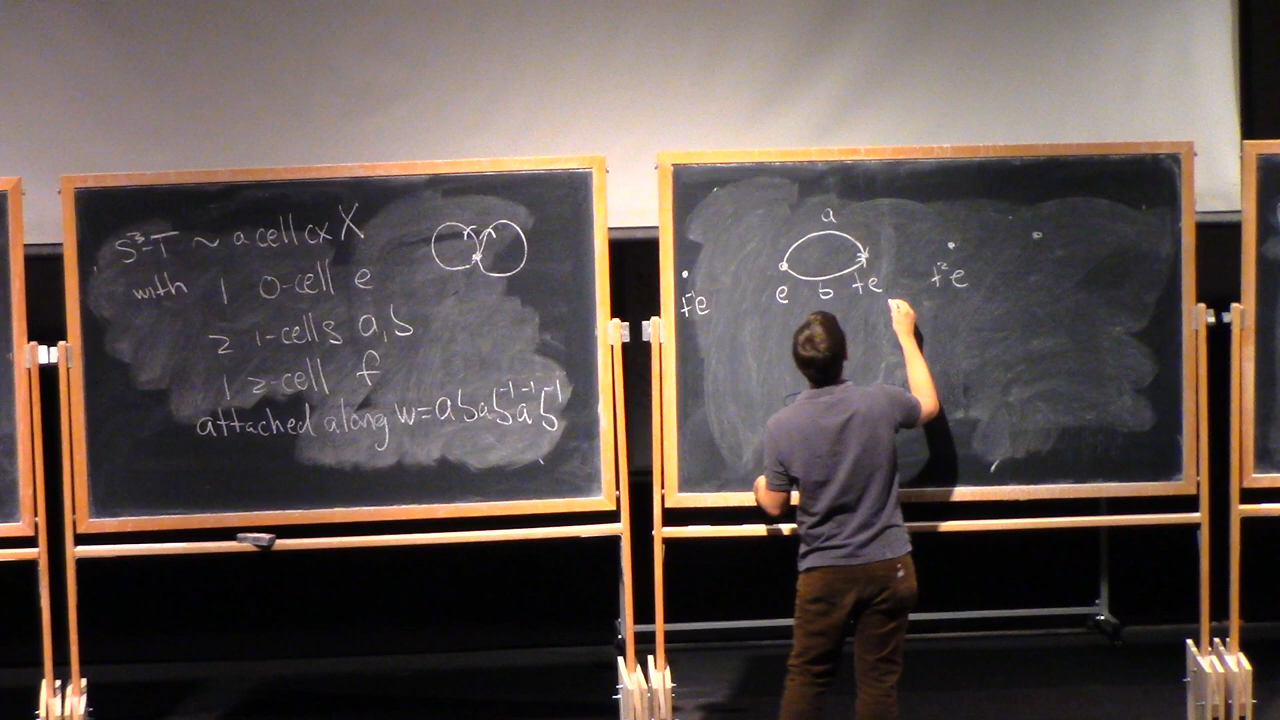 S³-T ~ a cell cx X
with 1 0-cell e
2 1-cells a, b
1 2-cell f
attached along w=abab⁻¹a⁻¹b⁻¹
a
e b te t²e
t⁻¹e